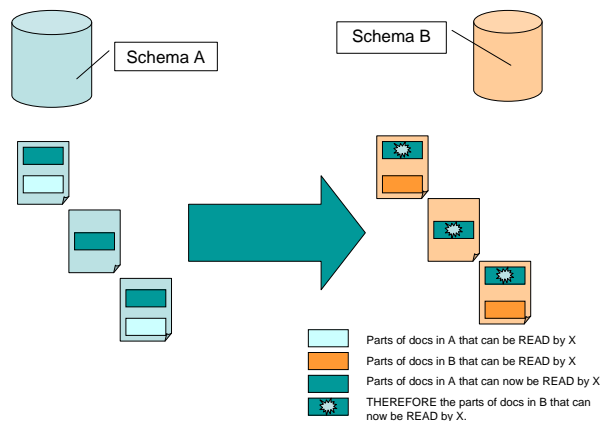 Schema A
Schema B
Parts of docs in A that can be READ by X
Parts of docs in B that can be READ by X
Parts of docs in A that can now be READ by X
THEREFORE the parts of docs in B that can
now be READ by X.